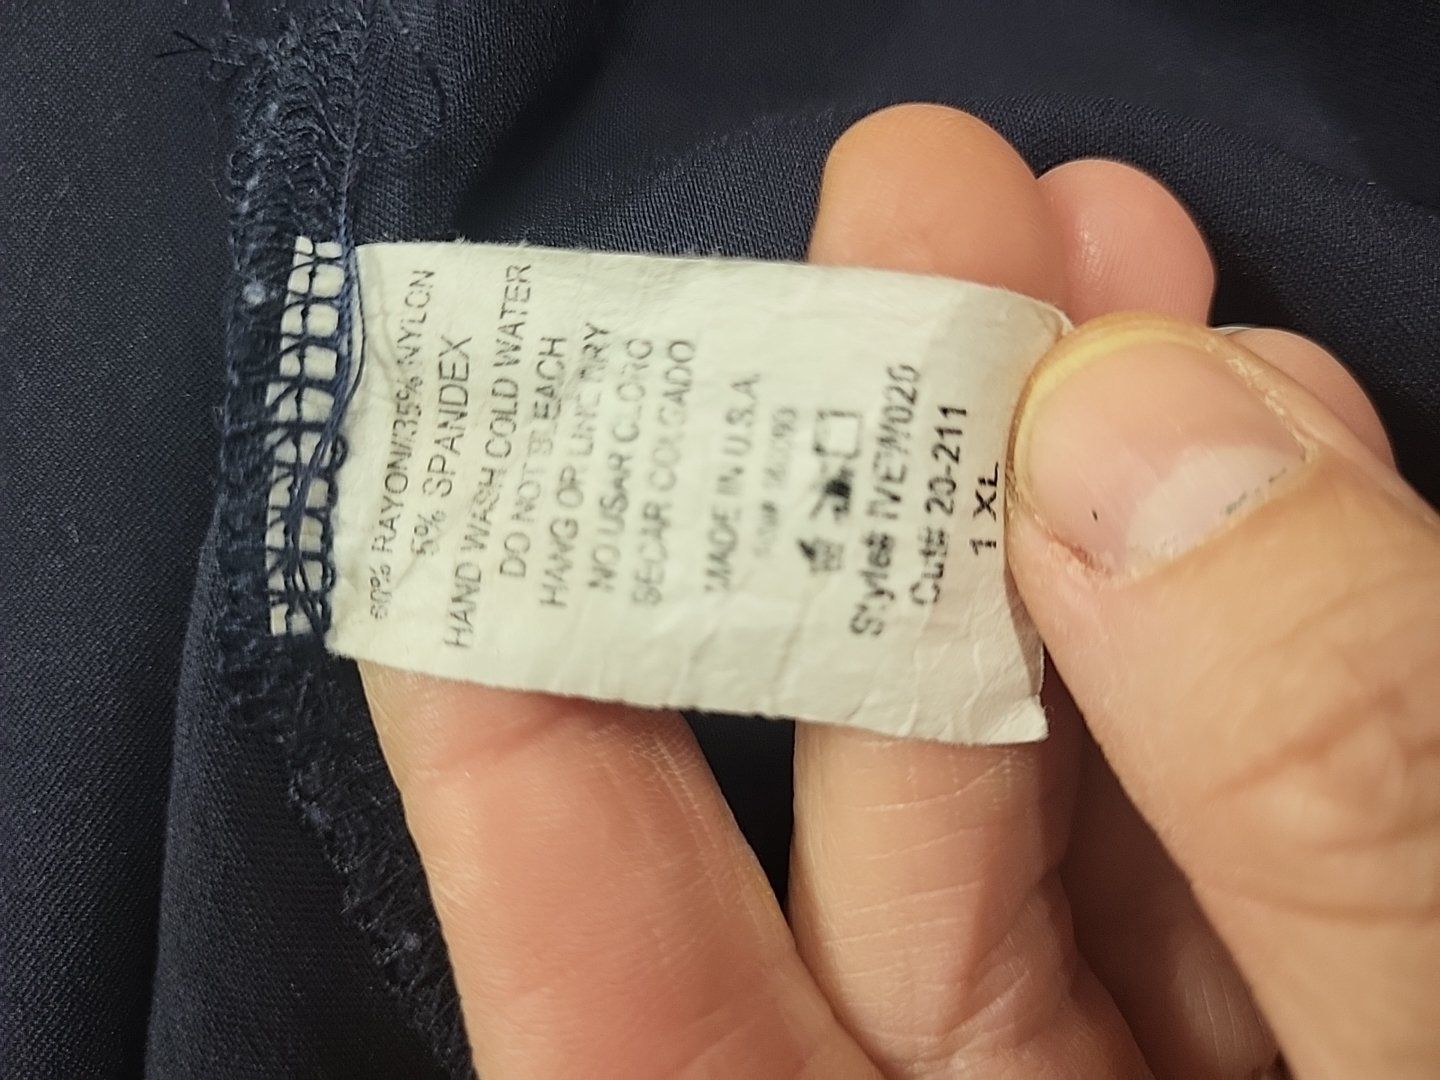 60% RAYON/35% NYLON
5% SPANDEX
HAND WASH COLD WATER
DO NOT BLEACH
HANG OR LINE DRY
NO USAR CLORO
SECAR COLGADO
MADE IN U.S.A.
Style#
Cut# 20-211
1 XL